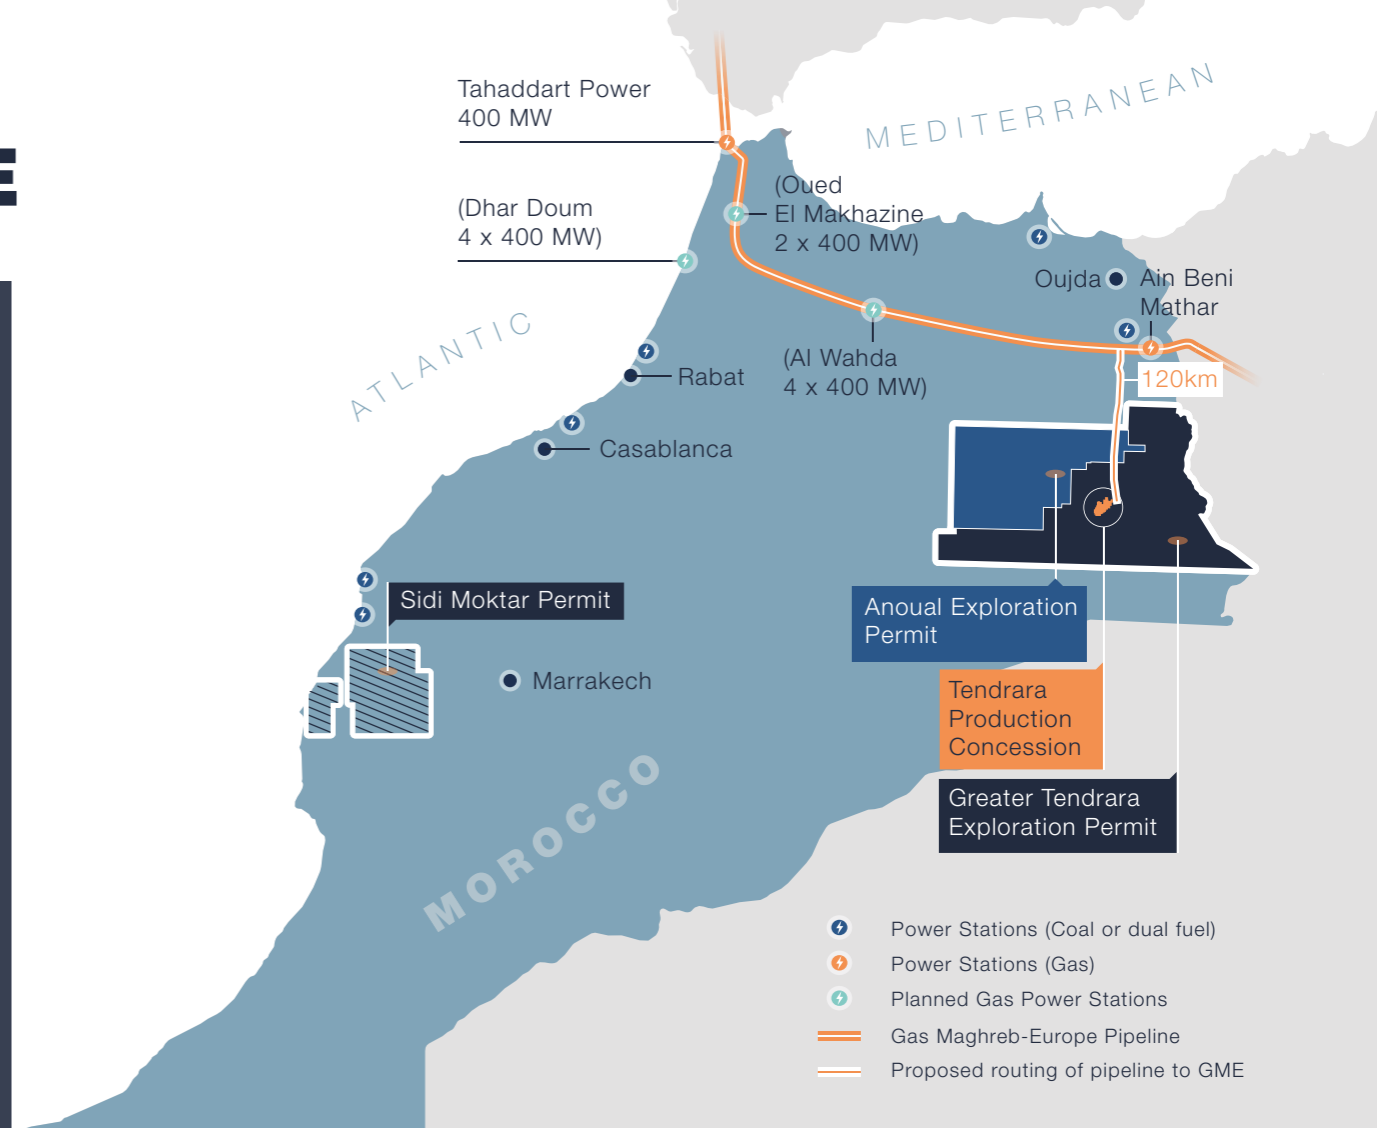 E
Tahaddart Power
400 MW
MEDITERRANEAN
(Dhar Doum
4 x 400 MW)
(Oued
El Makhazine
2 x 400 MW)
Oujda
Ain Beni
Mathar
ATLANTIC
(Al Wahda
4 x 400 MW)
120km
Rabat
Casablanca
Sidi Moktar Permit
Anoual Exploration
Permit
Marrakech
Tendrara
Production
Concession
MOROCCO
Greater Tendrara
Exploration Permit
Power Stations (Coal or dual fuel)
Power Stations (Gas)
Planned Gas Power Stations
Gas Maghreb-Europe Pipeline
Proposed routing of pipeline to GME